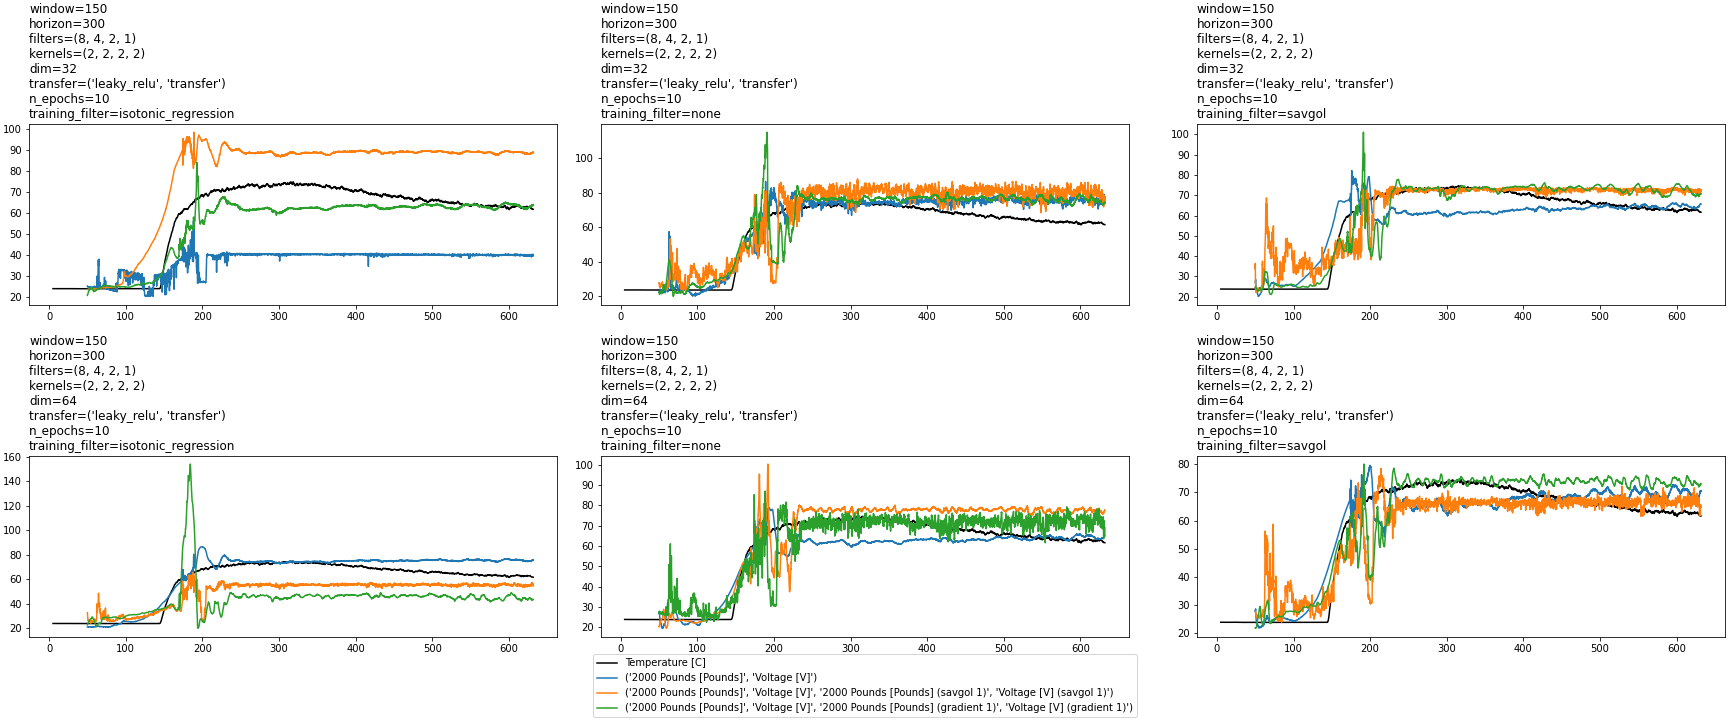 window=150
horizon=300
filters=(8, 4, 2, 1)
kernels=(2, 2, 2, 2)
dim=32
transfer=('leaky_relu', 'transfer')
n_epochs=10
training_filter=isotonic_regression
100
90
80
70
60
50
40
30
20
0 100 200 300 400 500 600
window=150
horizon=300
filters=(8, 4, 2, 1)
kernels=(2, 2, 2, 2)
dim=32
transfer=('leaky_relu', 'transfer')
n_epochs=10
training_filter=none
100
80
60
40
20
0 100 200 300 400 500 600
window=150
horizon=300
filters=(8, 4, 2, 1)
kernels=(2, 2, 2, 2)
dim=32
transfer=('leaky_relu', 'transfer')
n_epochs=10
training_filter=savgol
100
90
80
70
60
50
40
30
20
0 100 200 300 400 500 600
window=150
horizon=300
filters=(8, 4, 2, 1)
kernels=(2, 2, 2, 2)
dim=64
transfer=('leaky_relu', 'transfer')
n_epochs=10
training_filter=isotonic_regression
160
140
120
100
80
60
40
20
0 100 200 300 400 500 600
window=150
horizon=300
filters=(8, 4, 2, 1)
kernels=(2, 2, 2, 2)
dim=64
transfer=('leaky_relu', 'transfer')
n_epochs=10
training_filter=none
100
90
80
70
60
50
40
30
20
0 100 200 300 400 500 600
window=150
horizon=300
filters=(8, 4, 2, 1)
kernels=(2, 2, 2, 2)
dim=64
transfer=('leaky_relu', 'transfer')
n_epochs=10
training_filter=savgol
80
70
60
50
40
30
20
0 100 200 300 400 500 600
Temperature [C]
('2000 Pounds [Pounds]', 'Voltage [V]')
('2000 Pounds [Pounds]', 'Voltage [V]', '2000 Pounds [Pounds] (savgol 1)', 'Voltage [V] (savgol 1)')
('2000 Pounds [Pounds]', 'Voltage [V]', '2000 Pounds [Pounds] (gradient 1)', 'Voltage [V] (gradient 1)')